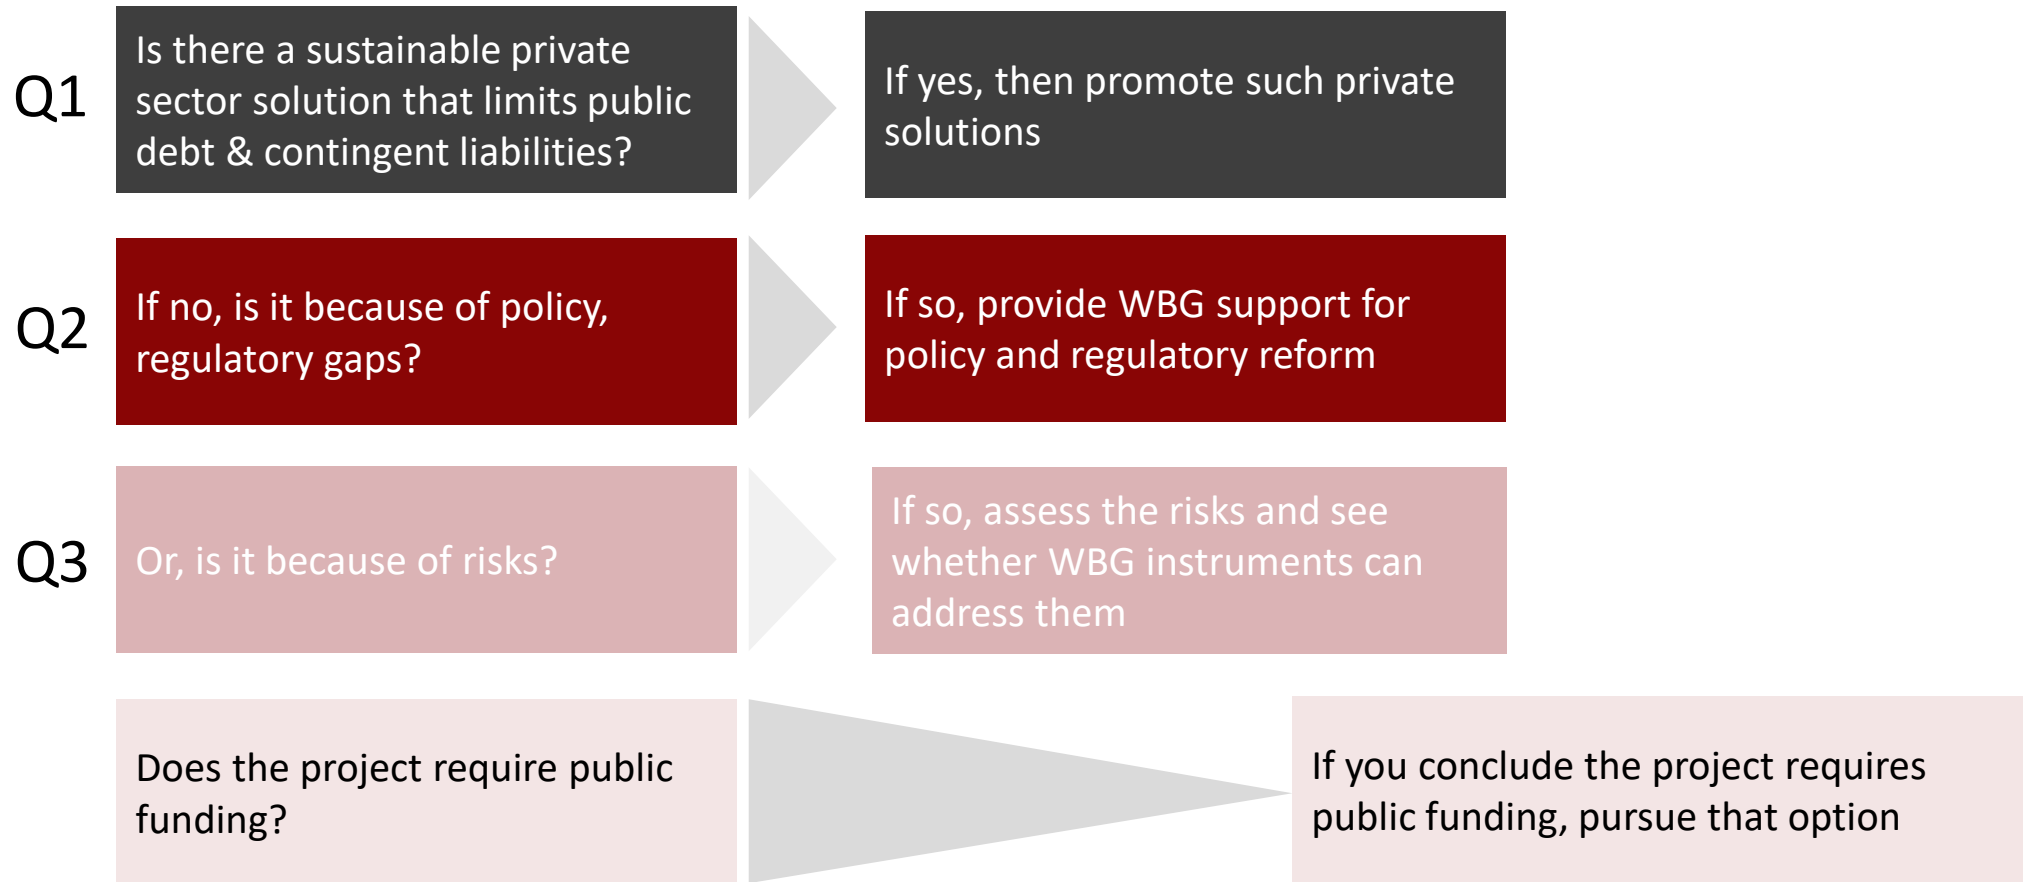 Q1
Is there a sustainable private
sector solution that limits public
debt & contingent liabilities?
If yes, then promote such private
solutions
Q2
If no, is it because of policy,
regulatory gaps?
If so, provide WBG support for
policy and regulatory reform
Q3
Or, is it because of risks?
If so, assess the risks and see
whether WBG instruments can
address them
Does the project require public
funding?
If you conclude the project requires
public funding, pursue that option